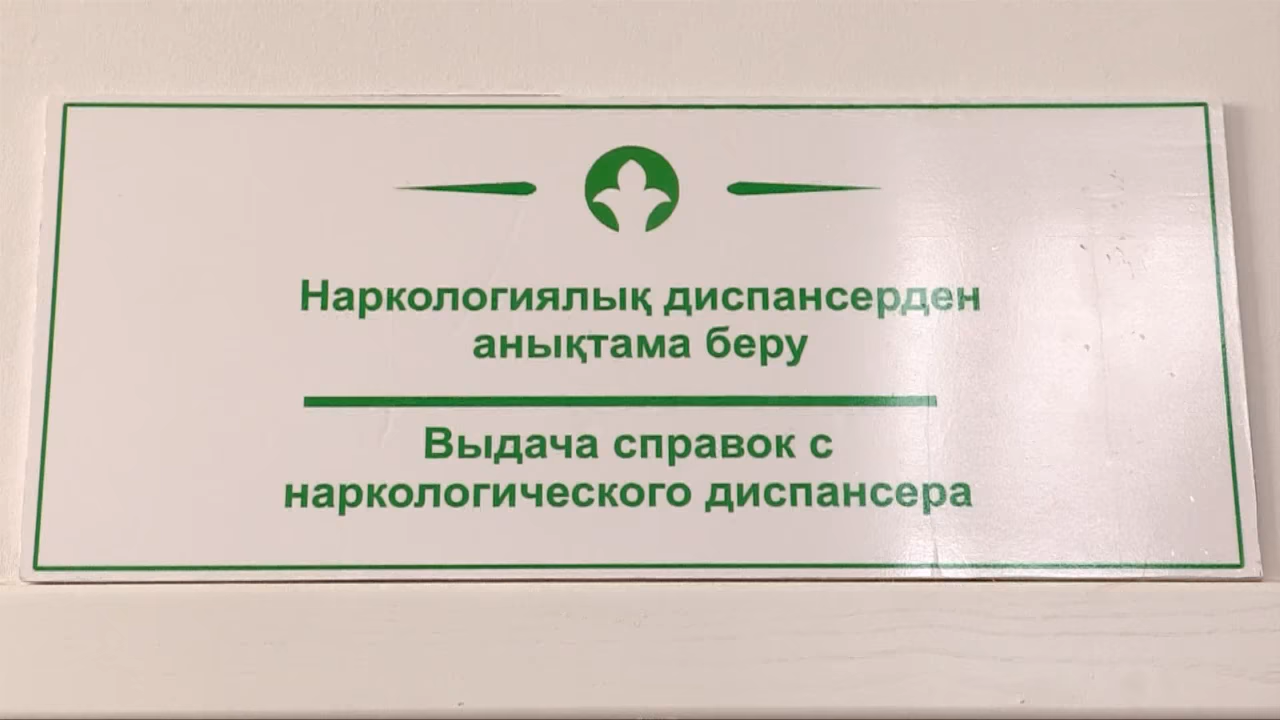 Наркологиялық диспансерден
анықтама беру
Выдача справок с
наркологического диспансера